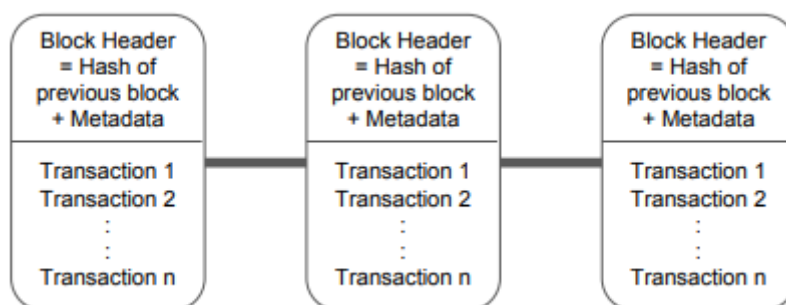 Block Header
= Hash of
previous block
+ Metadata
Transaction 1
Transaction 2
:
:
Transaction n
Block Header
= Hash of
previous block
+ Metadata
Transaction 1
Transaction 2
:
:
Transaction n
Block Header
= Hash of
previous block
+ Metadata
Transaction 1
Transaction 2
:
:
Transaction n